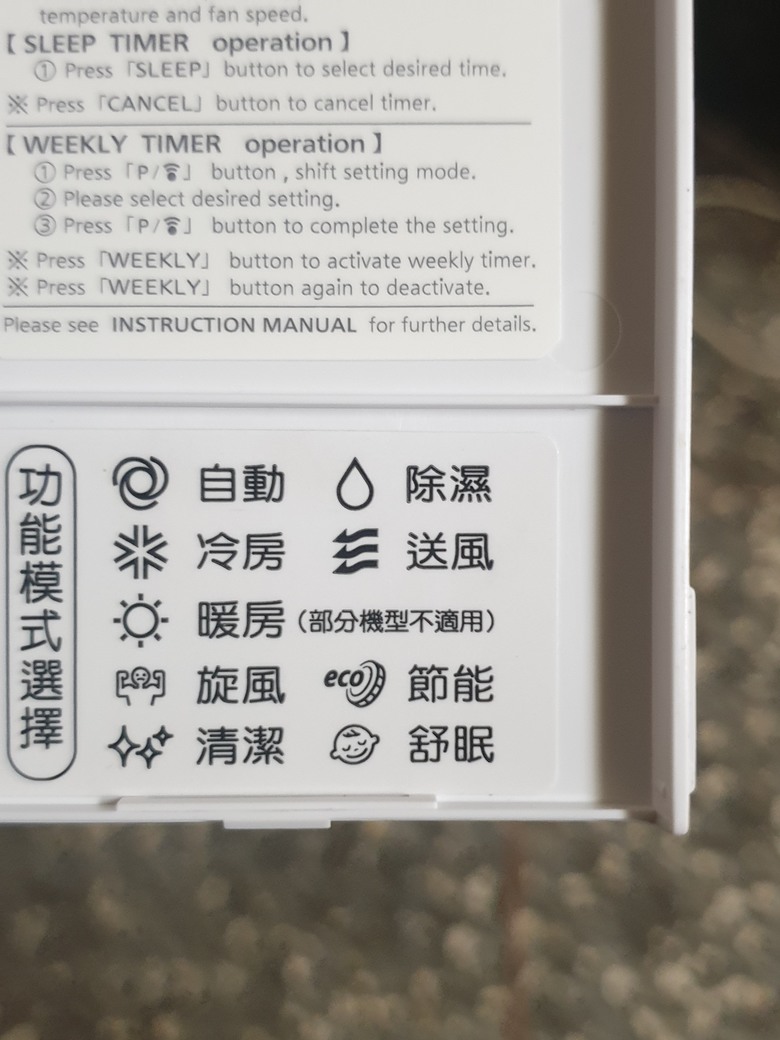 temperature and fan speed.
【 SLEEP TIMER operation 】
① Press 「SLEEP」 button to select desired time.
※ Press 「CANCEL」 button to cancel timer.
【 WEEKLY TIMER operation 】
① Press 「P/」 button , shift setting mode.
② Please select desired setting.
③ Press 「P/」 button to complete the setting.
※ Press 「WEEKLY」 button to activate weekly timer.
※ Press 「WEEKLY」 button again to deactivate.
Please see INSTRUCTION MANUAL for further details.
功能模式選擇
自動 除濕
冷房 送風
暖房（部分機型不適用）
旋風 eco 節能
清潔 舒眠